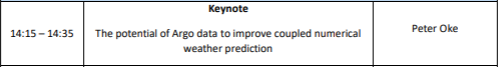 Keynote
14:15 – 14:35
The potential of Argo data to improve coupled numerical
weather prediction
Peter Oke